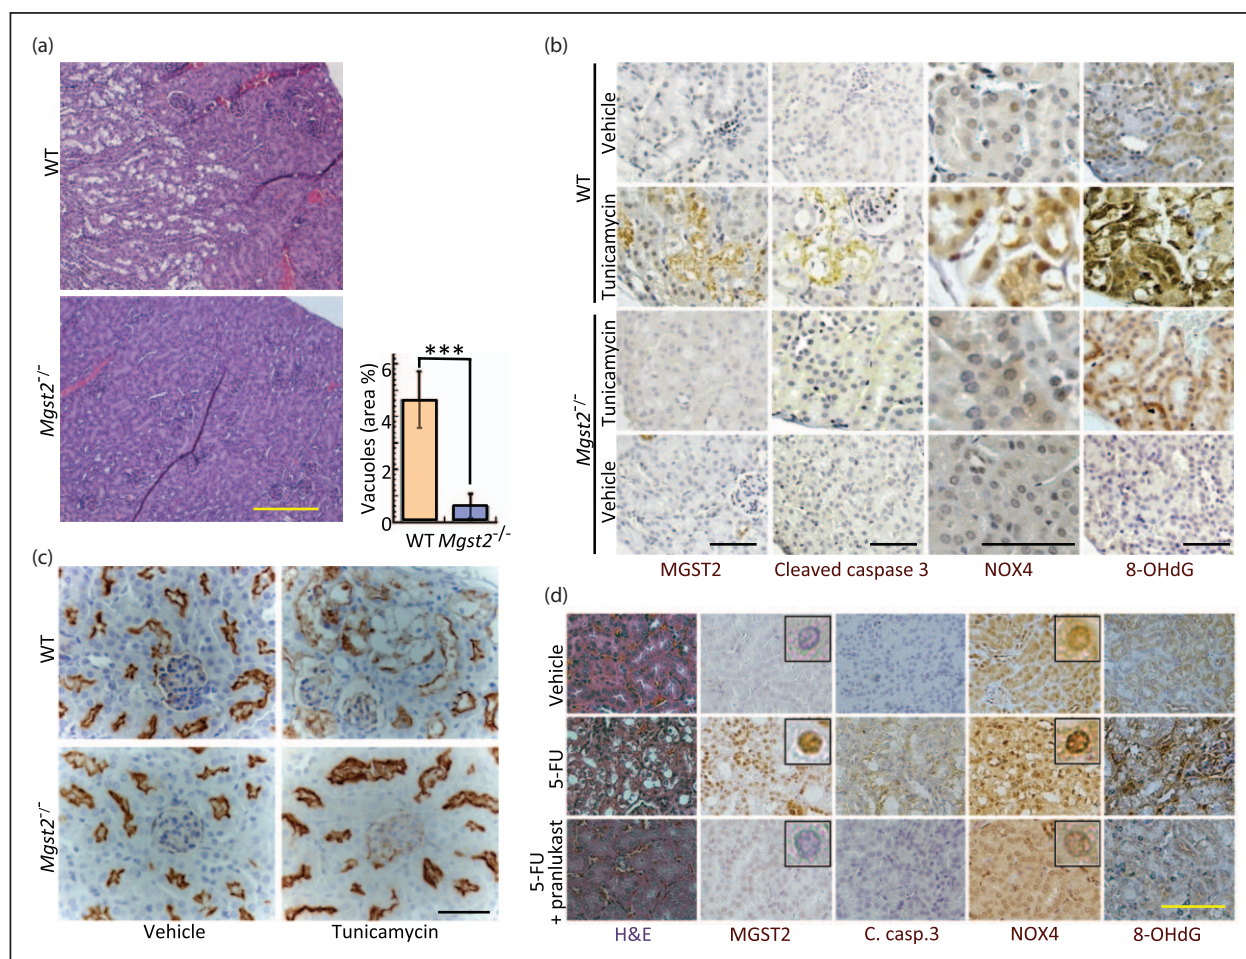 (a)
WT
Mgst2⁻/⁻
***
Vacuoles (area %)
6
4
2
0
WT Mgst2⁻/⁻
(b)
WT
Vehicle
Tunicamycin
Mgst2⁻/⁻
Tunicamycin
Vehicle
MGST2 Cleaved caspase 3 NOX4 8-OHdG
(c)
WT
Mgst2⁻/⁻
Vehicle Tunicamycin
(d)
Vehicle
5-FU
5-FU
+ pranlukast
H&E MGST2 C. casp.3 NOX4 8-OHdG